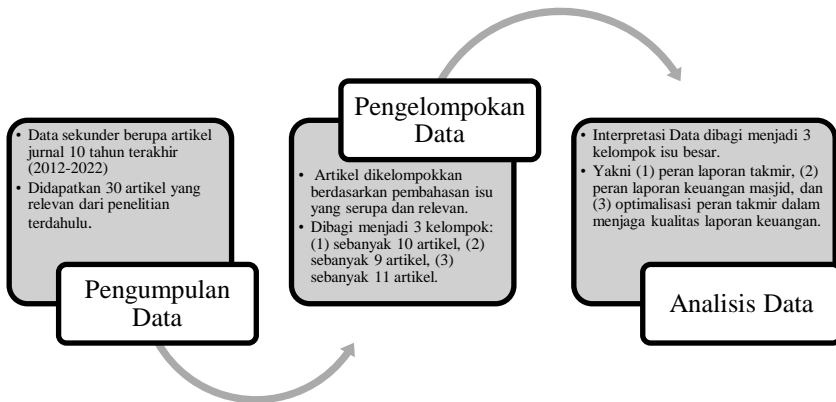 • Data sekunder berupa artikel
jurnal 10 tahun terakhir
(2012-2022)
• Didapatkan 30 artikel yang
relevan dari penelitian
terdahulu.
Pengumpulan
Data
Pengelompokan
Data
• Artikel dikelompokkan
berdasarkan pembahasan isu
yang serupa dan relevan.
• Dibagi menjadi 3 kelompok:
(1) sebanyak 10 artikel, (2)
sebanyak 9 artikel, (3)
sebanyak 11 artikel.
• Interpretasi Data dibagi menjadi 3
kelompok isu besar.
• Yakni (1) peran laporan takmir, (2)
peran laporan keuangan masjid, dan
(3) optimalisasi peran takmir dalam
menjaga kualitas laporan keuangan.
Analisis Data